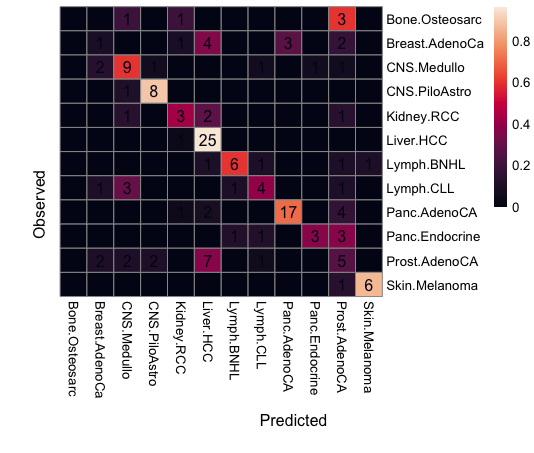 1 1 3 Bone.Osteosarc
1 1 4 3 2 Breast.AdenoCa
2 9 1 1 1 1 CNS.Medullo
1 8 CNS.PiloAstro
1 3 2 1 Kidney.RCC
1 25 Liver.HCC
1 6 1 1 1 Lymph.BNHL
1 3 1 4 1 Lymph.CLL
1 2 17 4 Panc.AdenoCA
1 1 3 3 Panc.Endocrine
2 2 2 7 1 5 Prost.AdenoCA
1 6 Skin.Melanoma
0.8
0.6
0.4
0.2
0
Observed
Bone.Osteosarc
Breast.AdenoCa
CNS.Medullo
CNS.PiloAstro
Kidney.RCC
Liver.HCC
Lymph.BNHL
Lymph.CLL
Panc.AdenoCA
Panc.Endocrine
Prost.AdenoCA
Skin.Melanoma
Predicted